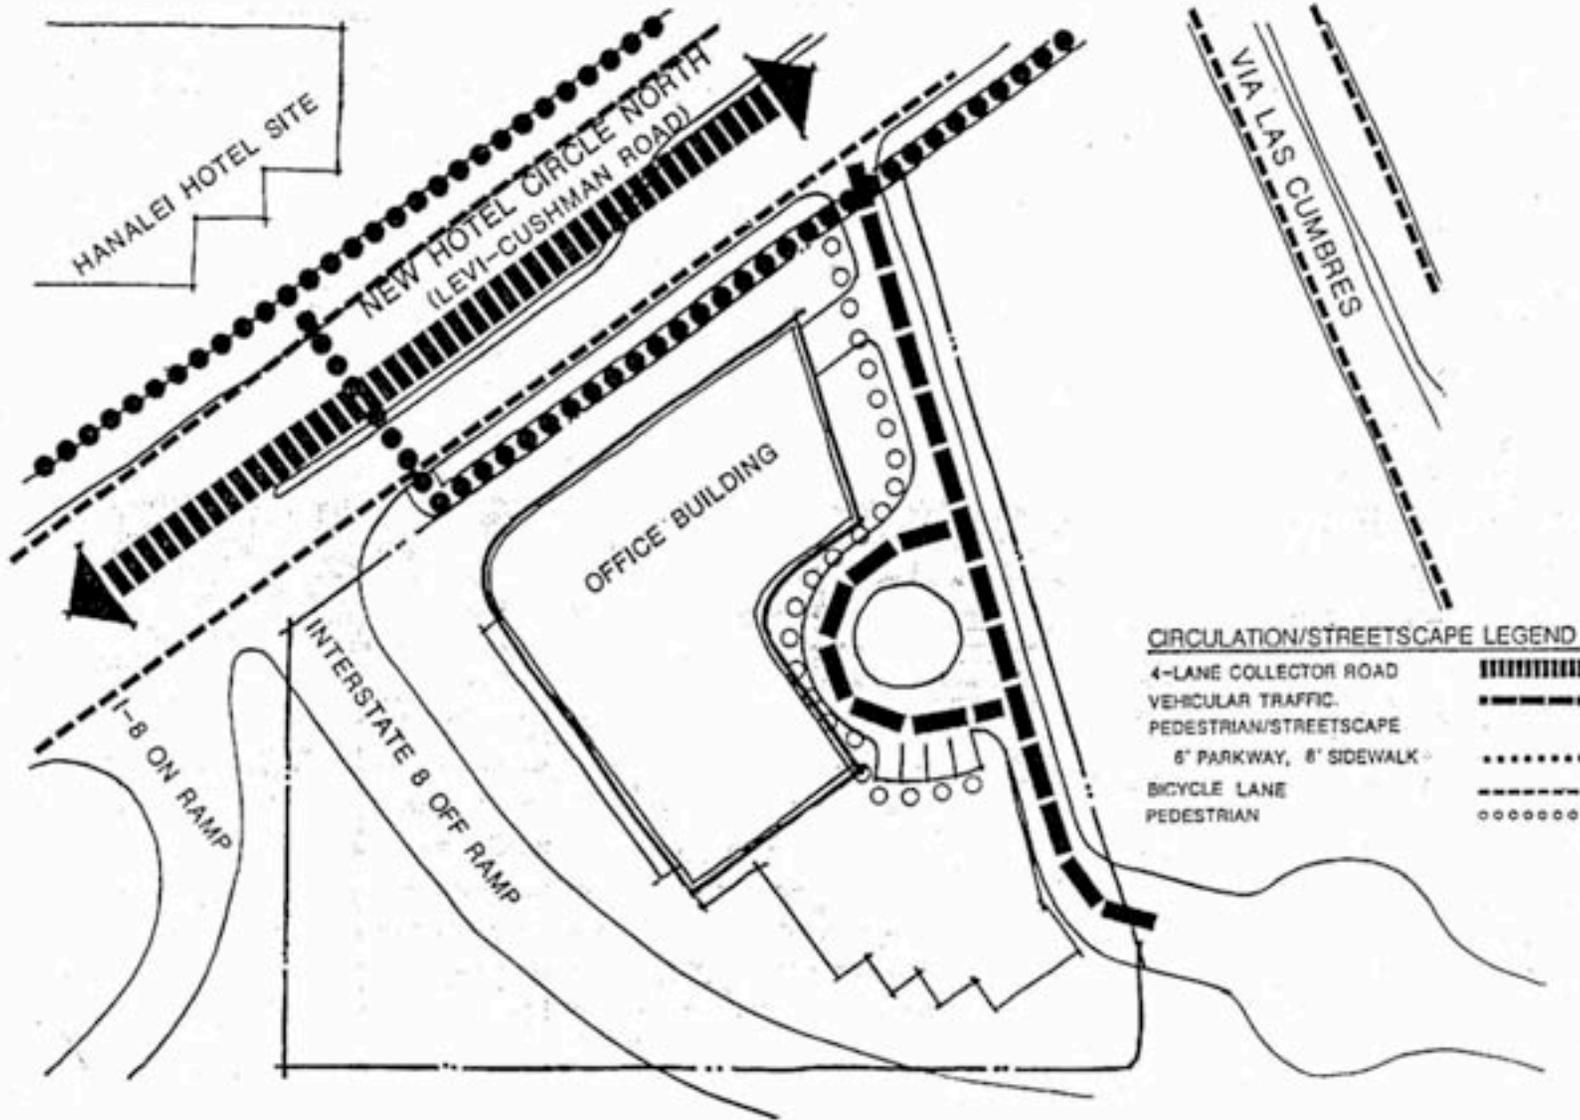 HANALEI HOTEL SITE
NEW HOTEL CIRCLE NORTH
(LEVI-CUSHMAN ROAD)
VIA LAS CUMBRES
OFFICE BUILDING
INTERSTATE 8 OFF RAMP
I-8 ON RAMP
CIRCULATION/STREETSCAPE LEGEND
4-LANE COLLECTOR ROAD
VEHICULAR TRAFFIC.
PEDESTRIAN/STREETSCAPE
6' PARKWAY, 8' SIDEWALK
BICYCLE LANE
PEDESTRIAN